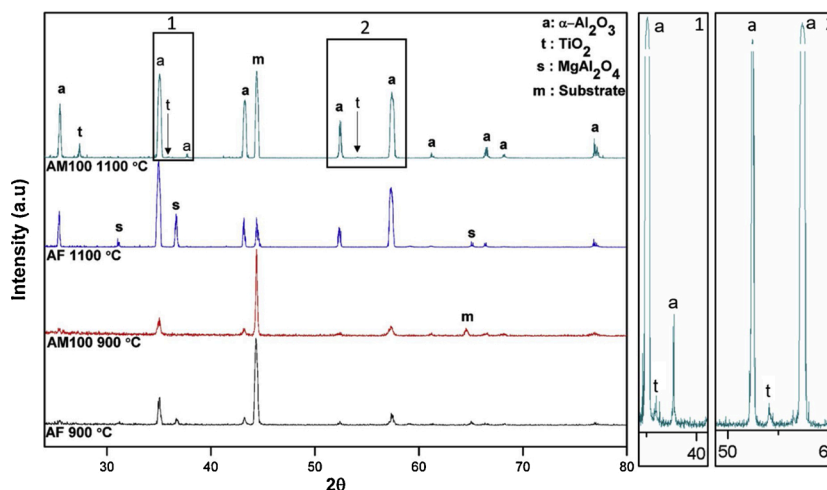 1
2
a: α–Al2O3
t : TiO2
s : MgAl2O4
m : Substrate
a
t
a
t
a
a
m
a
t
a
a
a
a
a
AM100 1100 °C
s
s
s
AF 1100 °C
m
AM100 900 °C
AF 900 °C
Intensity (a.u)
30
40
50
60
70
80
2θ
a
1
a
t
40
a
a
t
50
6